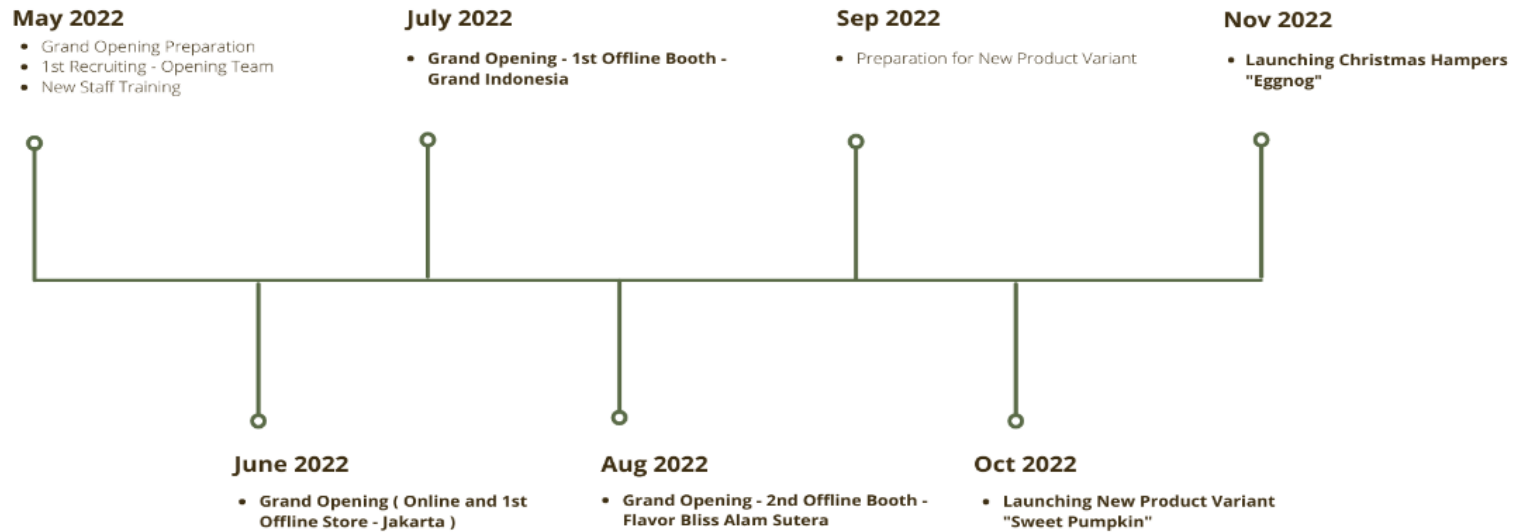 May 2022
• Grand Opening Preparation
• 1st Recruiting - Opening Team
• New Staff Training
July 2022
• Grand Opening - 1st Offline Booth -
Grand Indonesia
Sep 2022
• Preparation for New Product Variant
Nov 2022
• Launching Christmas Hampers
"Eggnog"
June 2022
• Grand Opening ( Online and 1st
Offline Store - Jakarta )
Aug 2022
• Grand Opening - 2nd Offline Booth -
Flavor Bliss Alam Sutera
Oct 2022
• Launching New Product Variant
"Sweet Pumpkin"